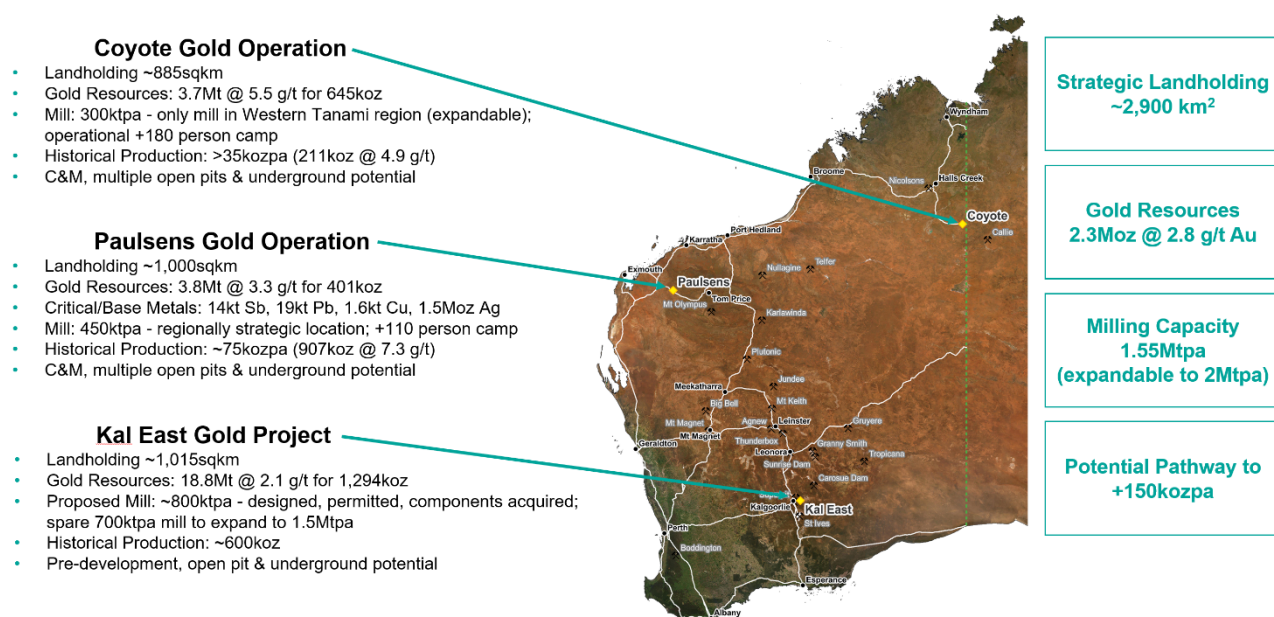 Coyote Gold Operation
• Landholding ~885sqkm
• Gold Resources: 3.7Mt @ 5.5 g/t for 645koz
• Mill: 300ktpa - only mill in Western Tanami region (expandable);
operational +180 person camp
• Historical Production: >35kozpa (211koz @ 4.9 g/t)
• C&M, multiple open pits & underground potential
Paulsens Gold Operation
• Landholding ~1,000sqkm
• Gold Resources: 3.8Mt @ 3.3 g/t for 401koz
• Critical/Base Metals: 14kt Sb, 19kt Pb, 1.6kt Cu, 1.5Moz Ag
• Mill: 450ktpa - regionally strategic location; +110 person camp
• Historical Production: ~75kozpa (907koz @ 7.3 g/t)
• C&M, multiple open pits & underground potential
Kal East Gold Project
• Landholding ~1,015sqkm
• Gold Resources: 18.8Mt @ 2.1 g/t for 1,294koz
• Proposed Mill: ~800ktpa - designed, permitted, components acquired;
spare 700ktpa mill to expand to 1.5Mtpa
• Historical Production: ~600koz
• Pre-development, open pit & underground potential
Wyndham
Nicolsons
Halls Creek
Broome
Coyote
Callie
Port Hedland
Karratha
Exmouth
Nullagine
Telfer
Paulsens
Tom Price
Mt Olympus
Karlawinda
Plutonic
Meekatharra
Jundee
Big Bell
Mt Keith
Mt Magnet
Mt Magnet
Agnew
Leinster
Gruyere
Geraldton
Thunderbox
Leonora
Granny Smith
Sunrise Dam
Tropicana
Carosue Dam
Kalgoorlie
Kal East
St Ives
Perth
Boddington
Esperance
Albany
Strategic Landholding
~2,900 km²
Gold Resources
2.3Moz @ 2.8 g/t Au
Milling Capacity
1.55Mtpa
(expandable to 2Mtpa)
Potential Pathway to
+150kozpa